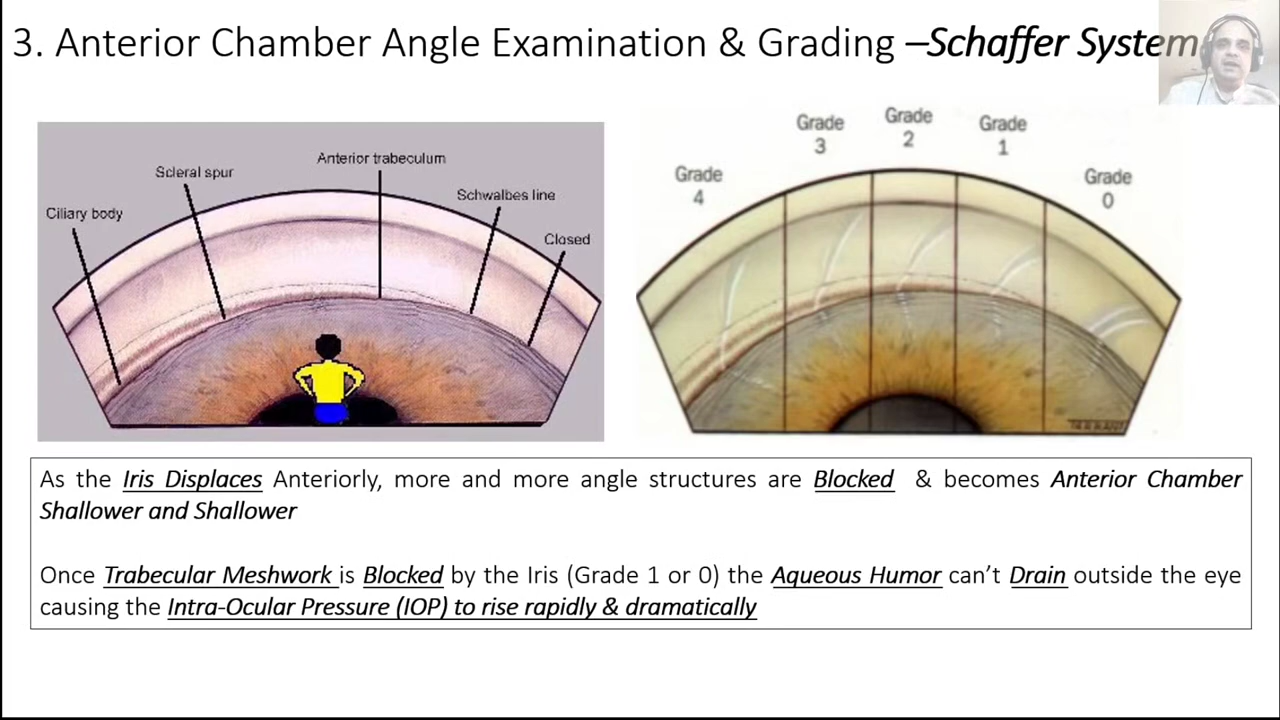 3. Anterior Chamber Angle Examination & Grading –Schaffer System
Anterior trabeculum
Scleral spur
Schwalbes line
Ciliary body
Closed
Grade
4
Grade
3
Grade
2
Grade
1
Grade
0
As the Iris Displaces Anteriorly, more and more angle structures are Blocked & becomes Anterior Chamber
Shallower and Shallower
Once Trabecular Meshwork is Blocked by the Iris (Grade 1 or 0) the Aqueous Humor can't Drain outside the eye
causing the Intra-Ocular Pressure (IOP) to rise rapidly & dramatically